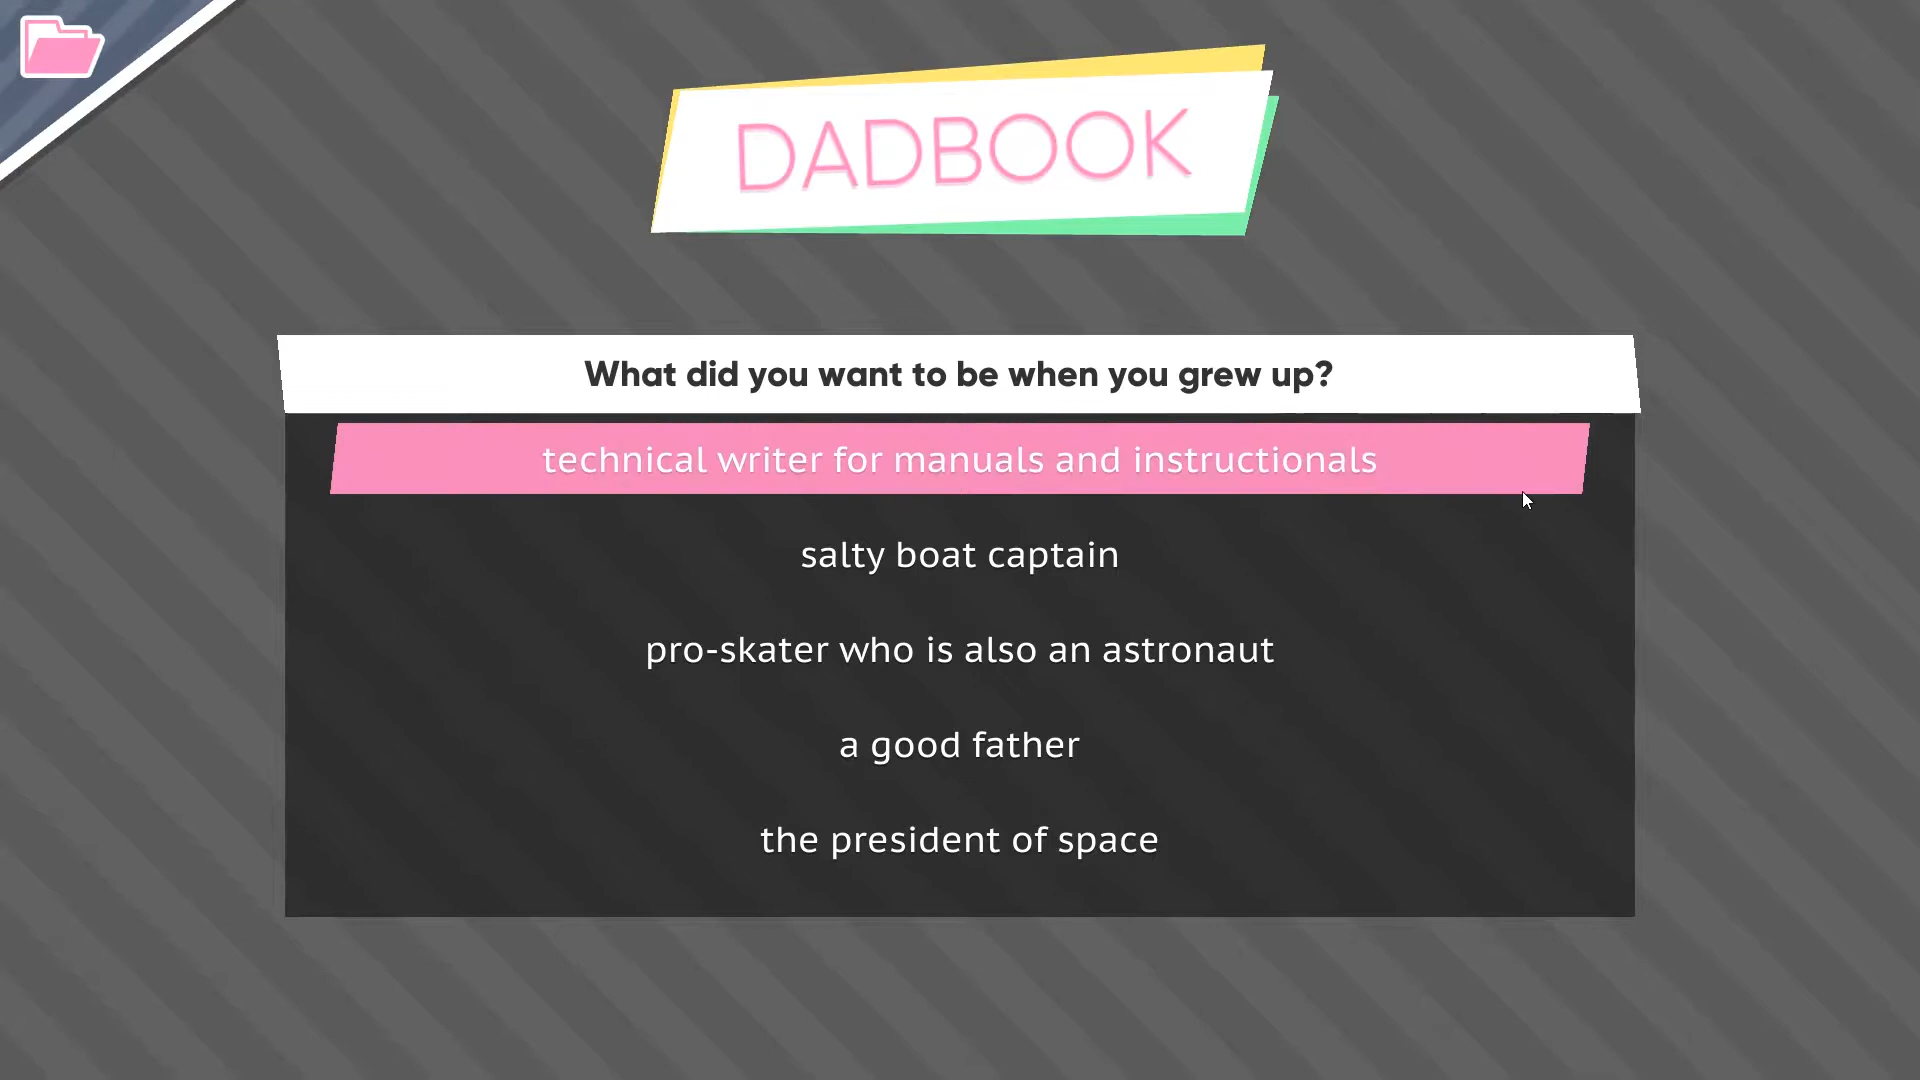 DADBOOK
What did you want to be when you grew up?
technical writer for manuals and instructionals
salty boat captain
pro-skater who is also an astronaut
a good father
the president of space